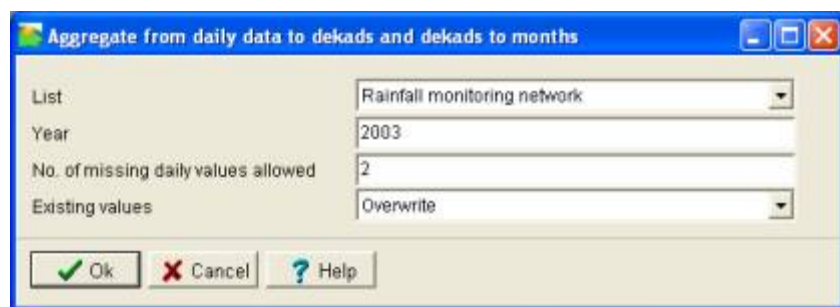 Aggregate from daily data to dekads and dekads to months
List Rainfall monitoring network
Year 2003
No. of missing daily values allowed 2
Existing values Overwrite
Ok Cancel Help